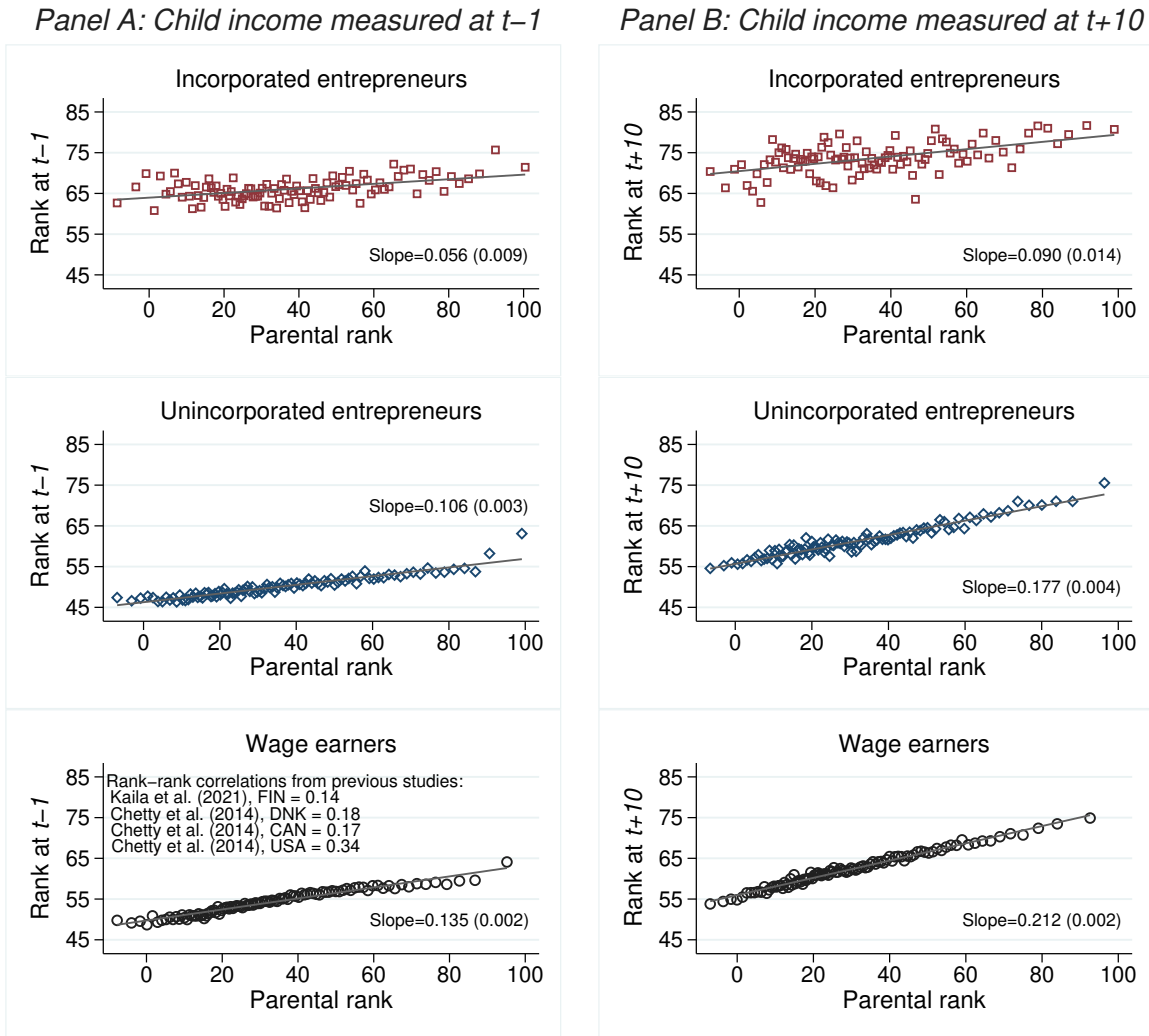 Panel A: Child income measured at t−1
Panel B: Child income measured at t+10
Incorporated entrepreneurs
85
75
65
55
45
Rank at t−1
Slope=0.056 (0.009)
0 20 40 60 80 100
Parental rank
Incorporated entrepreneurs
85
75
65
55
45
Rank at t+10
Slope=0.090 (0.014)
0 20 40 60 80 100
Parental rank
Unincorporated entrepreneurs
85
75
65
55
45
Rank at t−1
Slope=0.106 (0.003)
0 20 40 60 80 100
Parental rank
Unincorporated entrepreneurs
85
75
65
55
45
Rank at t+10
Slope=0.177 (0.004)
0 20 40 60 80 100
Parental rank
Wage earners
85
75
65
55
45
Rank at t−1
Rank−rank correlations from previous studies:
Kaila et al. (2021), FIN = 0.14
Chetty et al. (2014), DNK = 0.18
Chetty et al. (2014), CAN = 0.17
Chetty et al. (2014), USA = 0.34
Slope=0.135 (0.002)
0 20 40 60 80 100
Parental rank
Wage earners
85
75
65
55
45
Rank at t+10
Slope=0.212 (0.002)
0 20 40 60 80 100
Parental rank